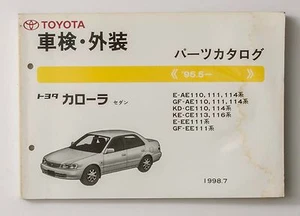 TOYOTA
車検・外装
パーツカタログ
'95.5~
トヨタ カローラ セダン
E-AE110,111,114系
GF-AE110,111,114系
KD-CE110,114系
KE-CE113,116系
E-EE111系
GF-EE111系
1998.7